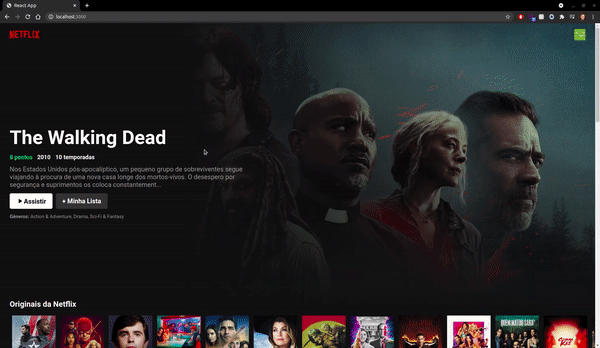 React App
localhost:3000
NETFLIX
The Walking Dead
8 pontos 2010 10 temporadas
Nos Estados Unidos pós-apocalíptico, um pequeno grupo de sobreviventes segue
viajando à procura de uma nova casa longe dos mortos-vivos. O desespero por
segurança e suprimentos os coloca constantement...
Assistir + Minha Lista
Gêneros: Action & Adventure, Drama, Sci-Fi & Fantasy
Originais da Netflix